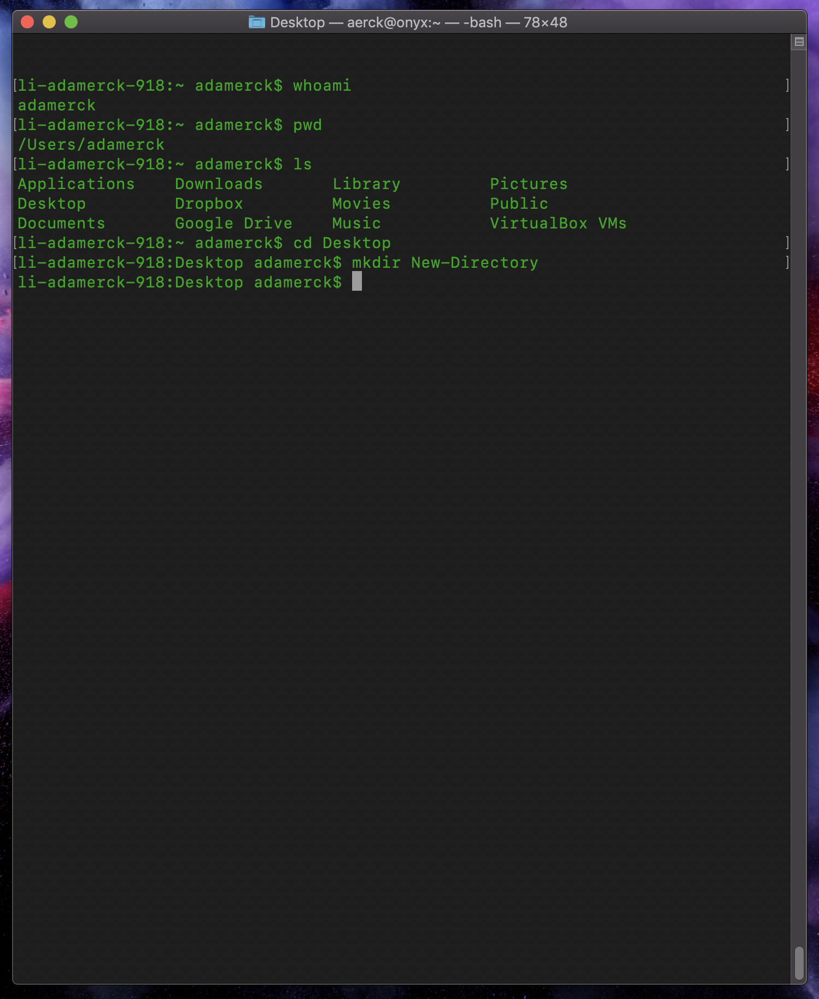 Desktop — aerck@onyx:~ — -bash — 78×48
[li-adamerck-918:~ adamerck$ whoami ]
adamerck
[li-adamerck-918:~ adamerck$ pwd ]
/Users/adamerck
[li-adamerck-918:~ adamerck$ ls ]
Applications Downloads Library Pictures
Desktop Dropbox Movies Public
Documents Google Drive Music VirtualBox VMs
[li-adamerck-918:~ adamerck$ cd Desktop ]
[li-adamerck-918:Desktop adamerck$ mkdir New-Directory ]
li-adamerck-918:Desktop adamerck$